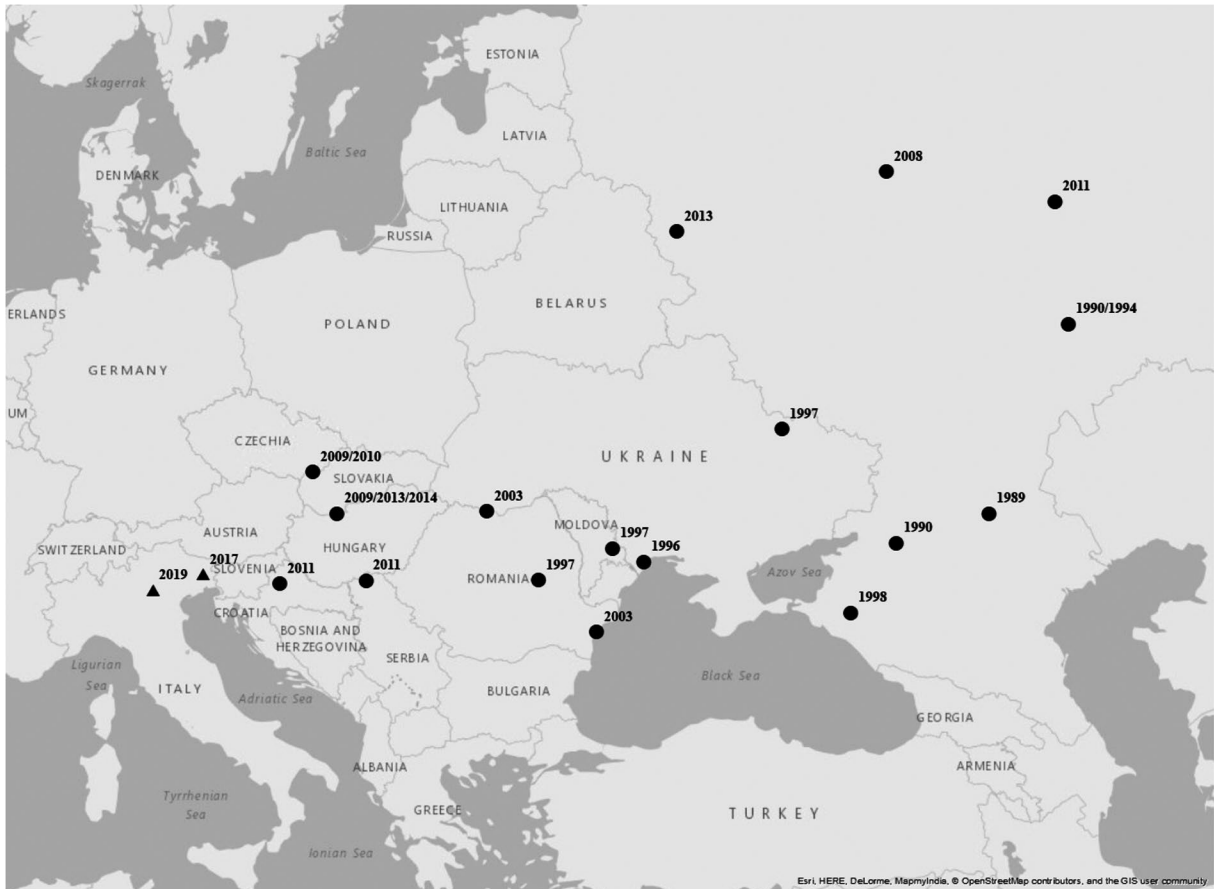 ESTONIA
Skagerrak
LATVIA
Baltic Sea
2008
DENMARK
2011
LITHUANIA
2013
RUSSIA
BELARUS
ERLANDS
1990/1994
POLAND
GERMANY
UM
1997
CZECHIA
2009/2010
UKRAINE
SLOVAKIA
2009/2013/2014
2003
1989
MOLDOVA
AUSTRIA
1997
1990
SWITZERLAND
HUNGARY
1996
2017
SLOVENIA
2019
2011
2011
ROMANIA
1997
Azov Sea
1998
CROATIA
2003
BOSNIA AND
HERZEGOVINA
SERBIA
Ligurian
Sea
Black Sea
ITALY
BULGARIA
Adriatic Sea
GEORGIA
ALBANIA
ARMENIA
Tyrrhenian
Sea
GREECE
TURKEY
Ionian Sea
Esri, HERE, DeLorme, MapmyIndia, © OpenStreetMap contributors, and the GIS user community